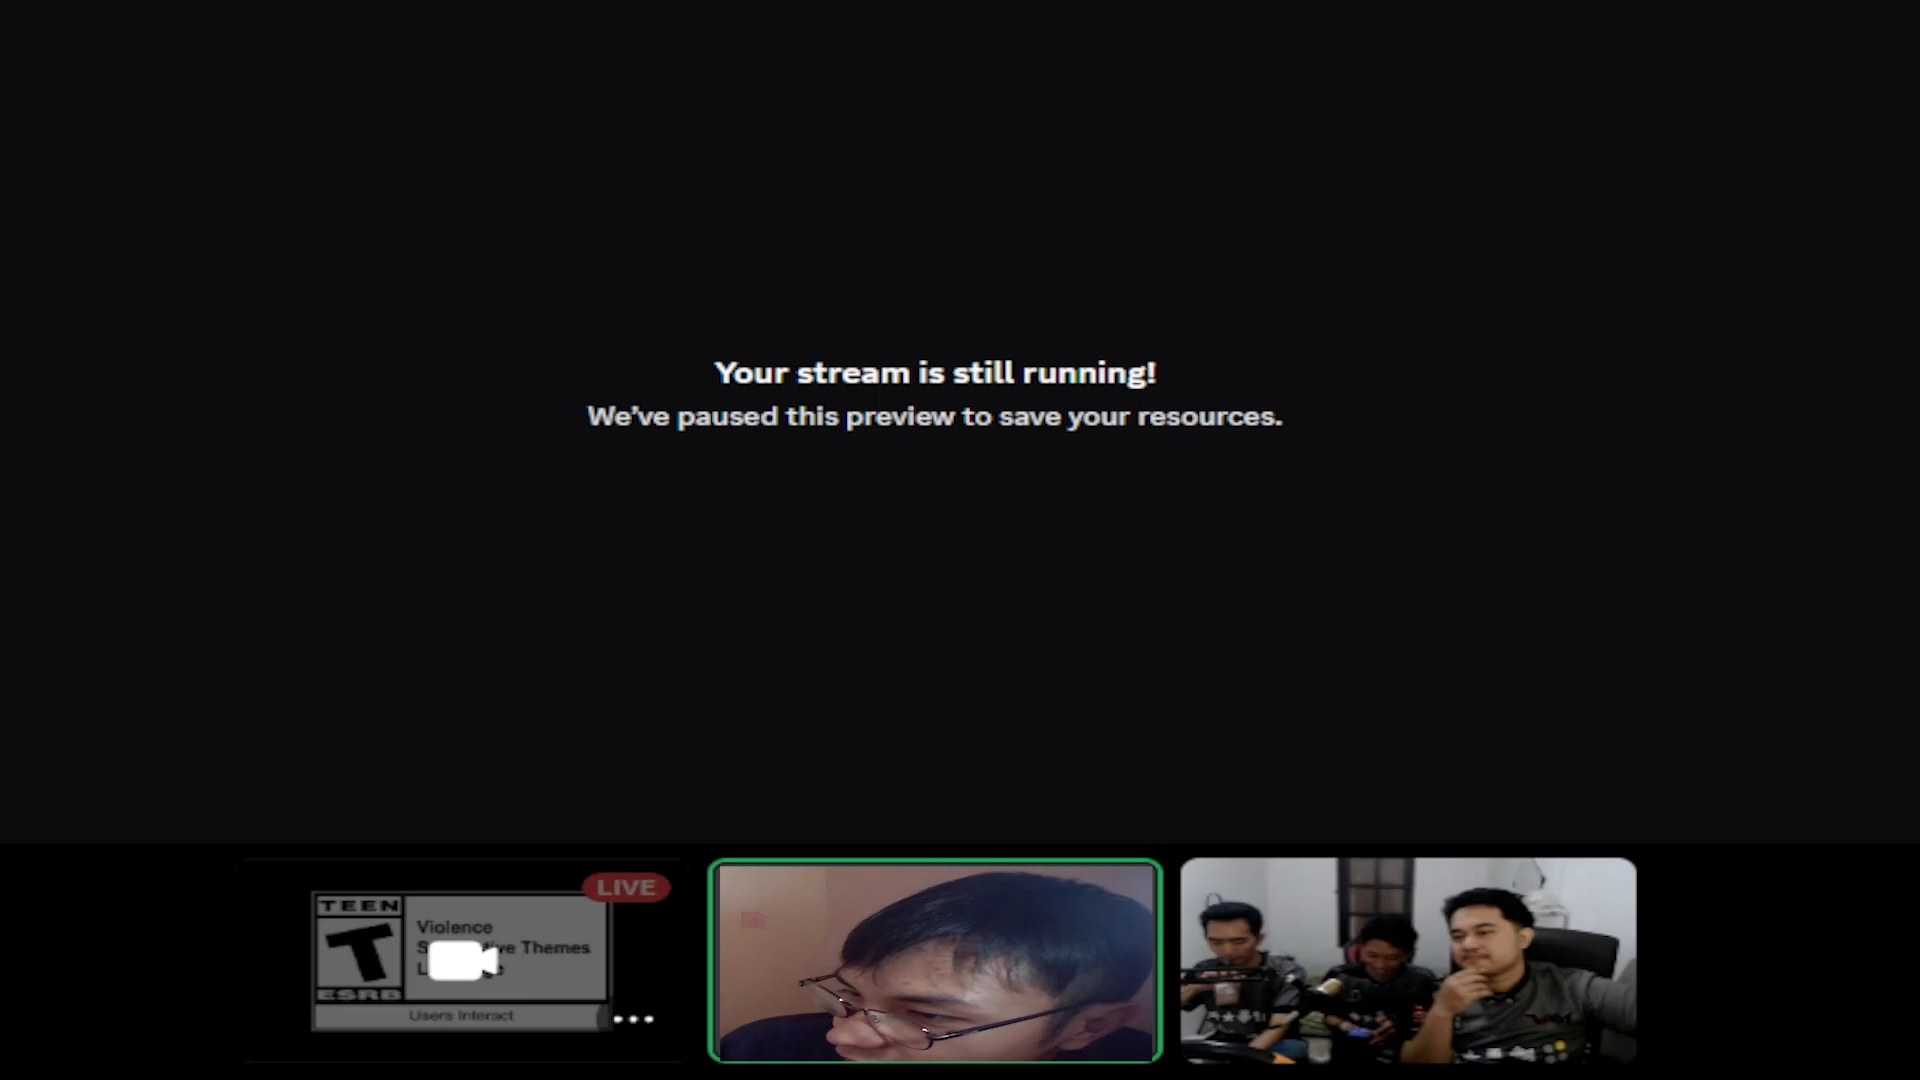 Your stream is still running!
We've paused this preview to save your resources.
LIVE
TEEN
T
ESRB
Violence
Themes
Users Interact